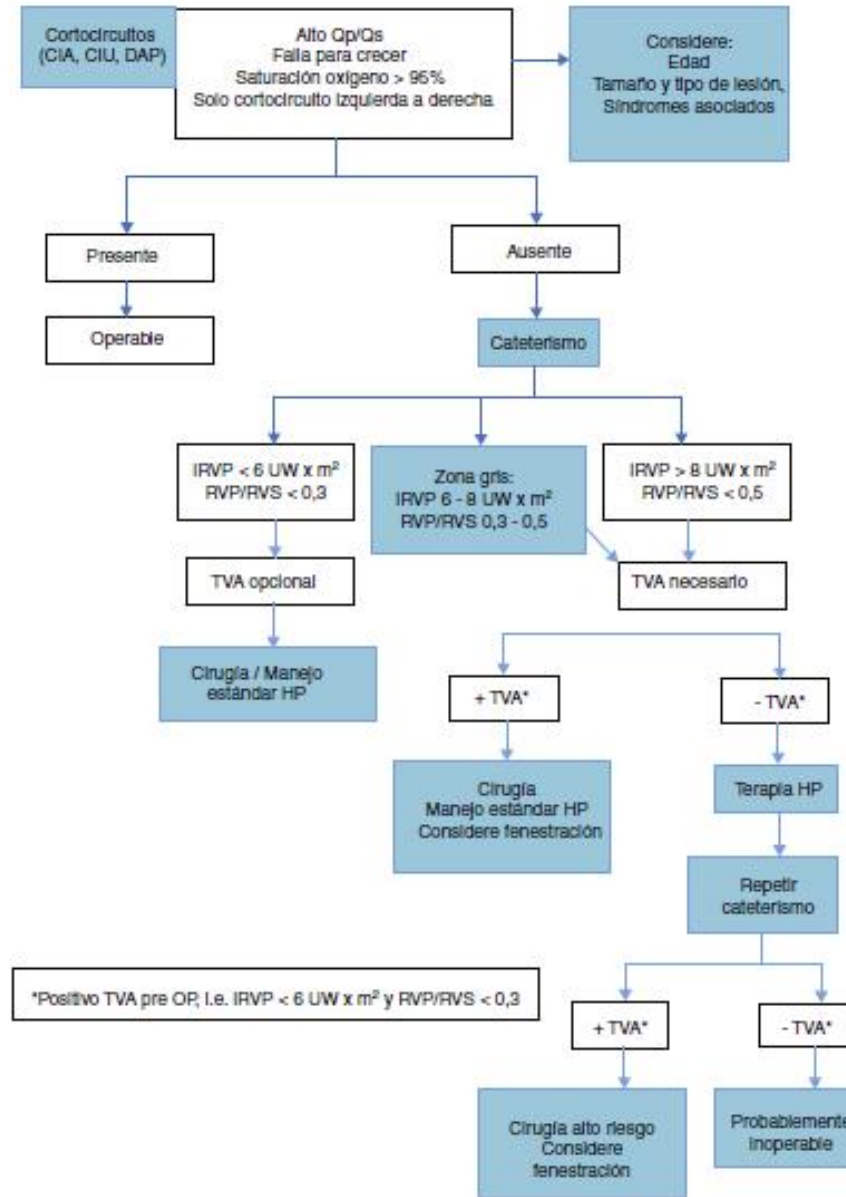 Cortocircuitos
(CIA, CIU, DAP)
Alto Qp/Qs
Falla para crecer
Saturación oxígeno > 95%
Solo cortocircuito izquierda a derecha
Considere:
Edad
Tamaño y tipo de lesión,
Síndromes asociados
Presente
Ausente
Operable
Cateterismo
IRVP < 6 UW x m²
RVP/RVS < 0,3
Zona gris:
IRVP 6 - 8 UW x m²
RVP/RVS 0,3 - 0,5
IRVP > 8 UW x m²
RVP/RVS < 0,5
TVA opcional
TVA necesario
Cirugía / Manejo
estándar HP
+ TVA*
- TVA*
Cirugía
Manejo estándar HP
Considere fenestración
Terapia HP
Repetir
cateterismo
*Positivo TVA pre OP, i.e. IRVP < 6 UW x m² y RVP/RVS < 0,3
+ TVA*
- TVA*
Cirugía alto riesgo
Considere
fenestración
Probablemente
inoperable